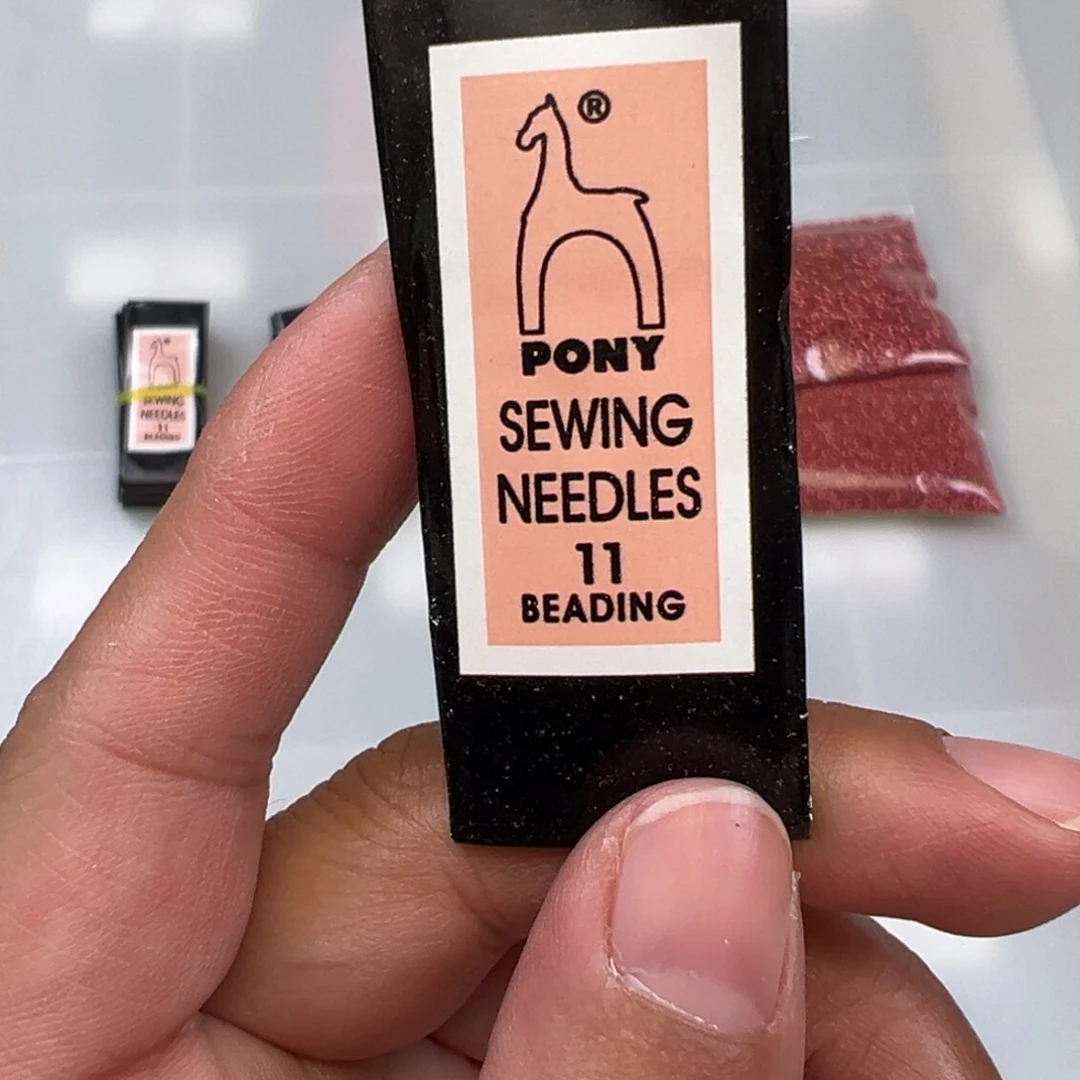 ®
PONY
SEWING
NEEDLES
11
BEADING
SEWING
NEEDLES
11
BEADING